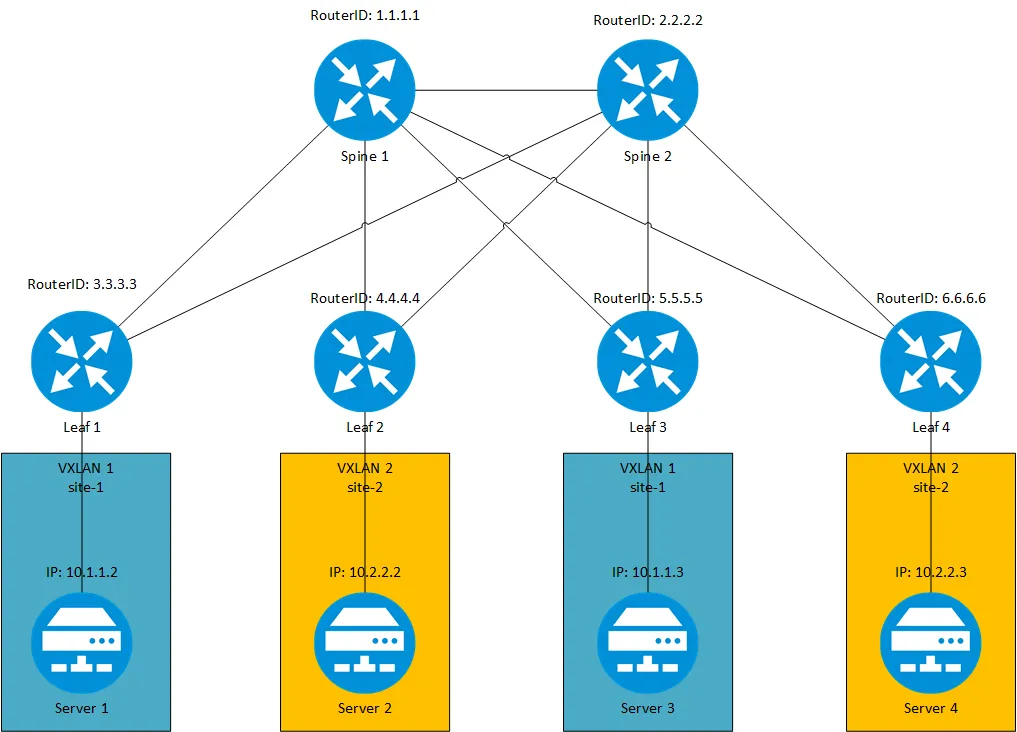 RouterID: 1.1.1.1
RouterID: 2.2.2.2
Spine 1
Spine 2
RouterID: 3.3.3.3
RouterID: 4.4.4.4
RouterID: 5.5.5.5
RouterID: 6.6.6.6
Leaf 1
Leaf 2
Leaf 3
Leaf 4
VXLAN 1
site-1
VXLAN 2
site-2
VXLAN 1
site-1
VXLAN 2
site-2
IP: 10.1.1.2
IP: 10.2.2.2
IP: 10.1.1.3
IP: 10.2.2.3
Server 1
Server 2
Server 3
Server 4